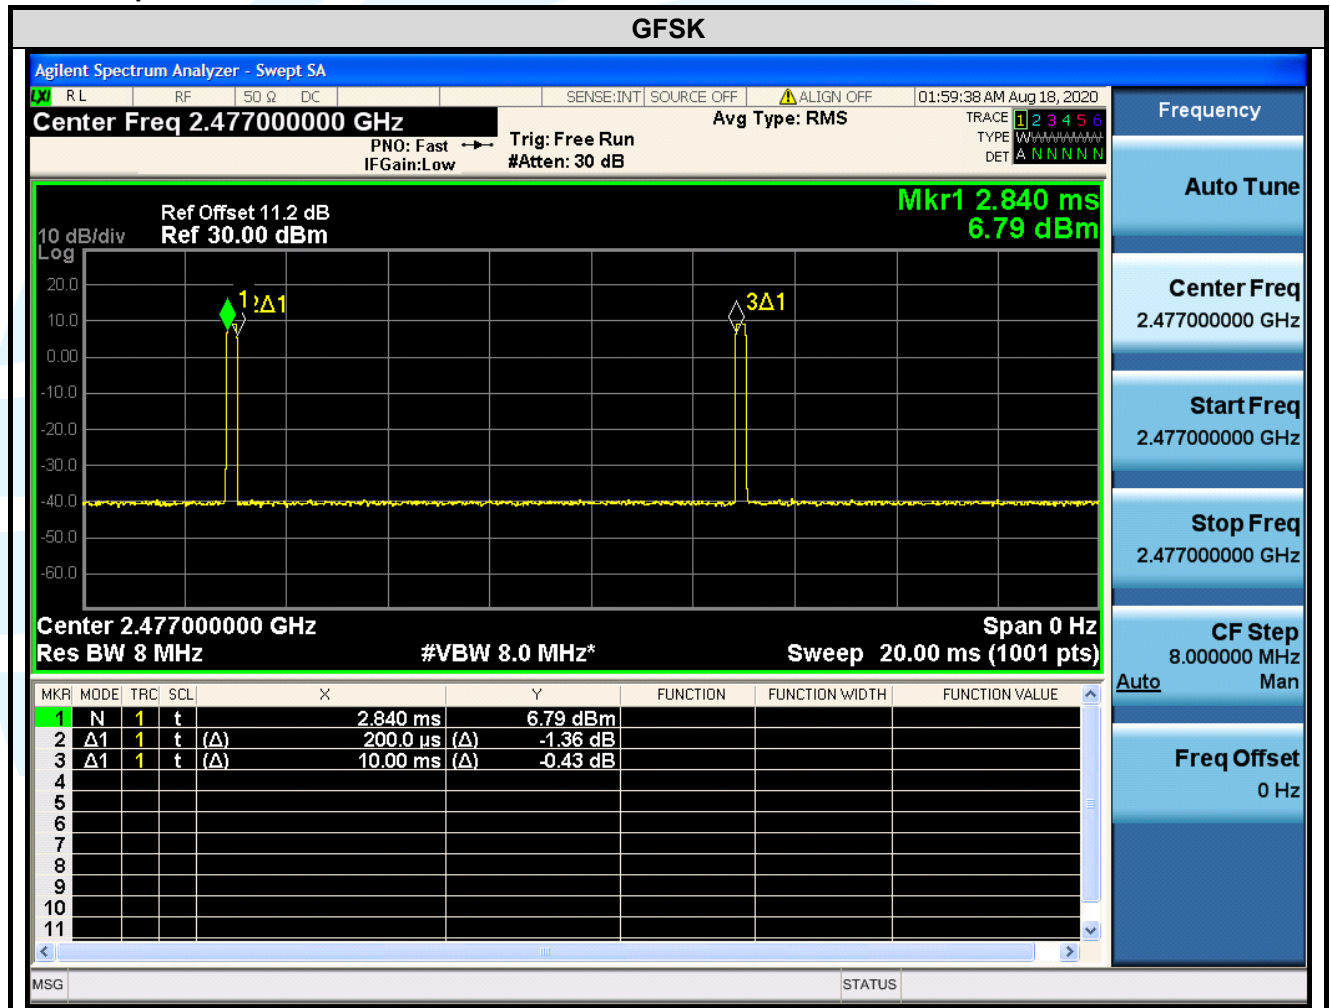 GFSK
Agilent Spectrum Analyzer - Swept SA
LXI RL RF 50 Ω DC SENSE:INT SOURCE OFF ALIGN OFF 01:59:38 AM Aug 18, 2020
Center Freq 2.477000000 GHz
PNO: Fast
IFGain:Low
Trig: Free Run
#Atten: 30 dB
Avg Type: RMS
TRACE 1 2 3 4 5 6
TYPE W
DET A N N N N N
Mkr1 2.840 ms
6.79 dBm
Ref Offset 11.2 dB
10 dB/div Ref 30.00 dBm
Log
20.0
10.0
0.00
-10.0
-20.0
-30.0
-40.0
-50.0
-60.0
1 2Δ1
3Δ1
Center 2.477000000 GHz Span 0 Hz
Res BW 8 MHz #VBW 8.0 MHz* Sweep 20.00 ms (1001 pts)
MKR MODE TRC SCL X Y FUNCTION FUNCTION WIDTH FUNCTION VALUE
1 N 1 t 2.840 ms 6.79 dBm
2 Δ1 1 t (Δ) 200.0 µs (Δ) -1.36 dB
3 Δ1 1 t (Δ) 10.00 ms (Δ) -0.43 dB
4
5
6
7
8
9
10
11
MSG STATUS
Frequency
Auto Tune
Center Freq
2.477000000 GHz
Start Freq
2.477000000 GHz
Stop Freq
2.477000000 GHz
CF Step
8.000000 MHz
Auto Man
Freq Offset
0 Hz